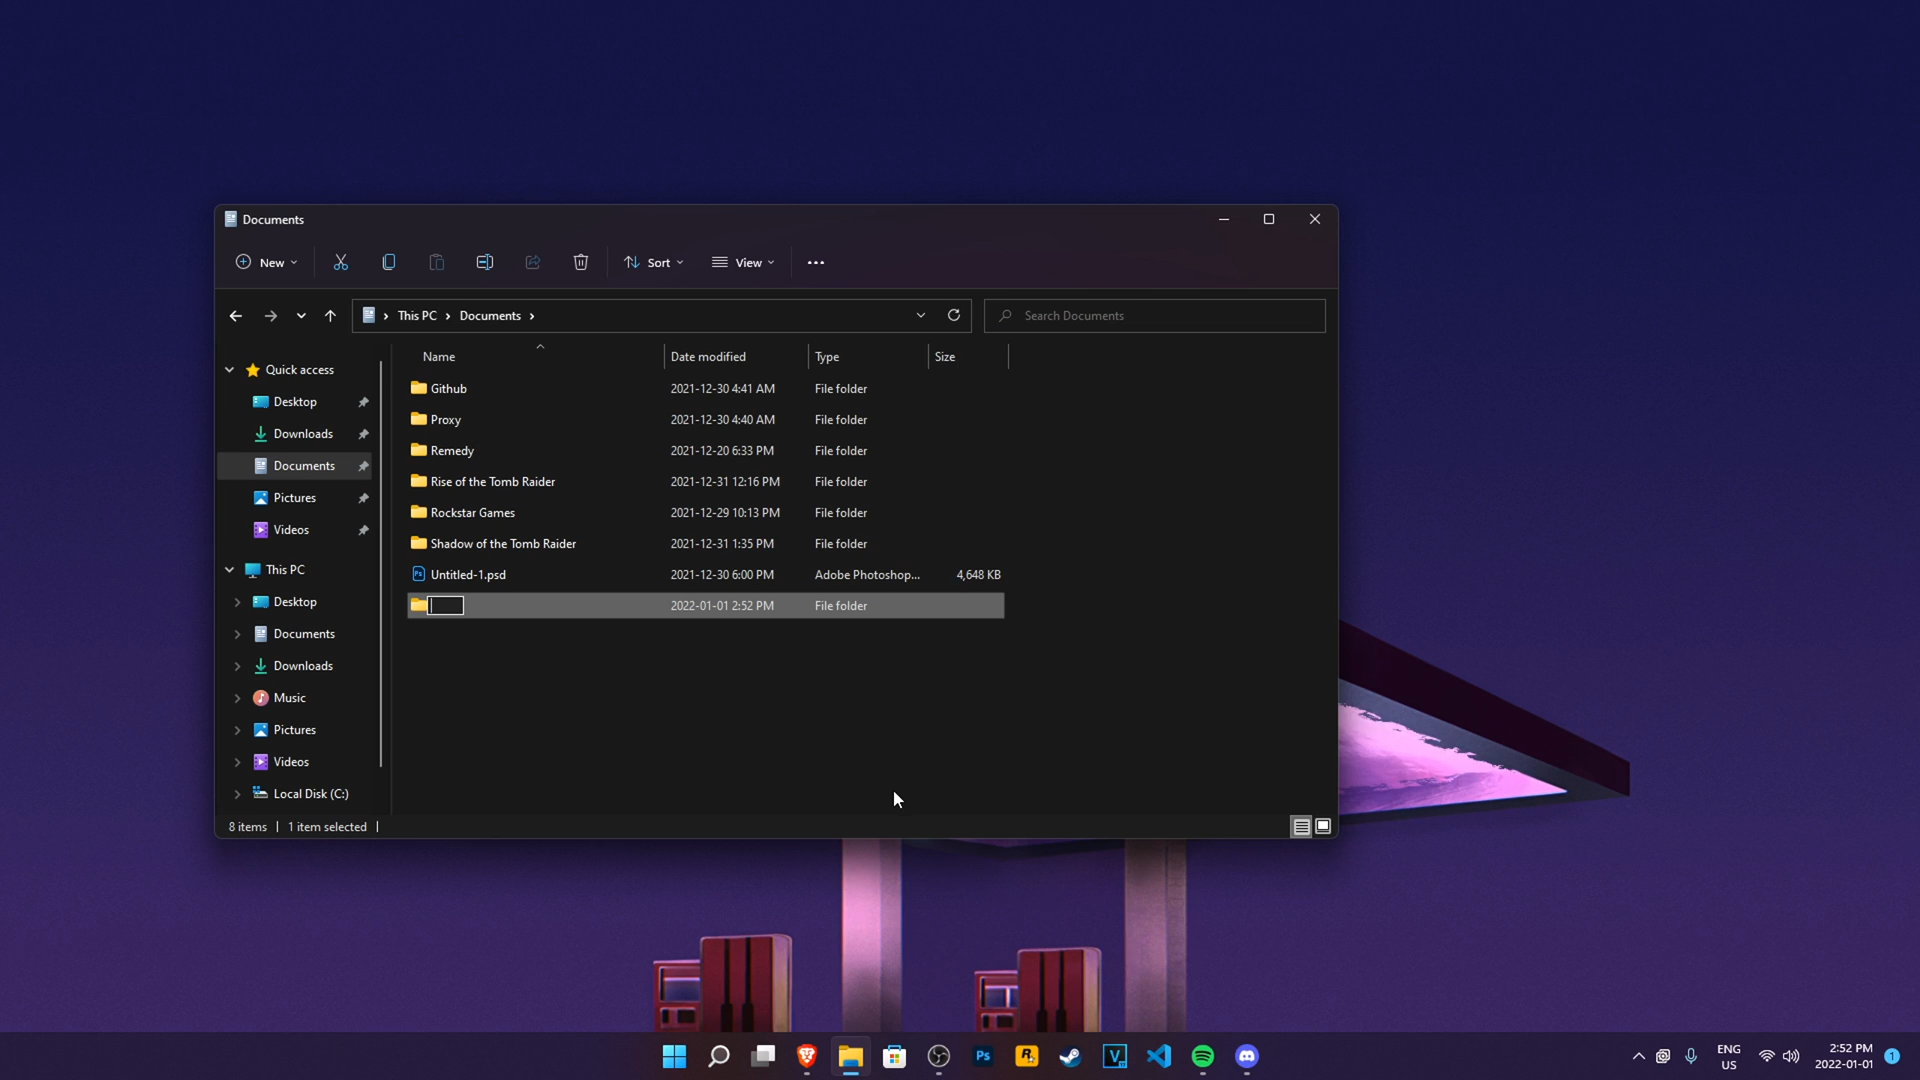 Documents
New
Sort
View
This PC
Documents
Search Documents
Name
Date modified
Type
Size
Quick access
Desktop
Downloads
Documents
Pictures
Videos
This PC
Desktop
Documents
Downloads
Music
Pictures
Videos
Local Disk (C:)
Github 2021-12-30 4:41 AM File folder
Proxy 2021-12-30 4:40 AM File folder
Remedy 2021-12-20 6:33 PM File folder
Rise of the Tomb Raider 2021-12-31 12:16 PM File folder
Rockstar Games 2021-12-29 10:13 PM File folder
Shadow of the Tomb Raider 2021-12-31 1:35 PM File folder
Ps Untitled-1.psd 2021-12-30 6:00 PM Adobe Photoshop... 4,648 KB
2022-01-01 2:52 PM File folder
8 items
1 item selected
Ps
R
V
ENG
US
2:52 PM
2022-01-01
1